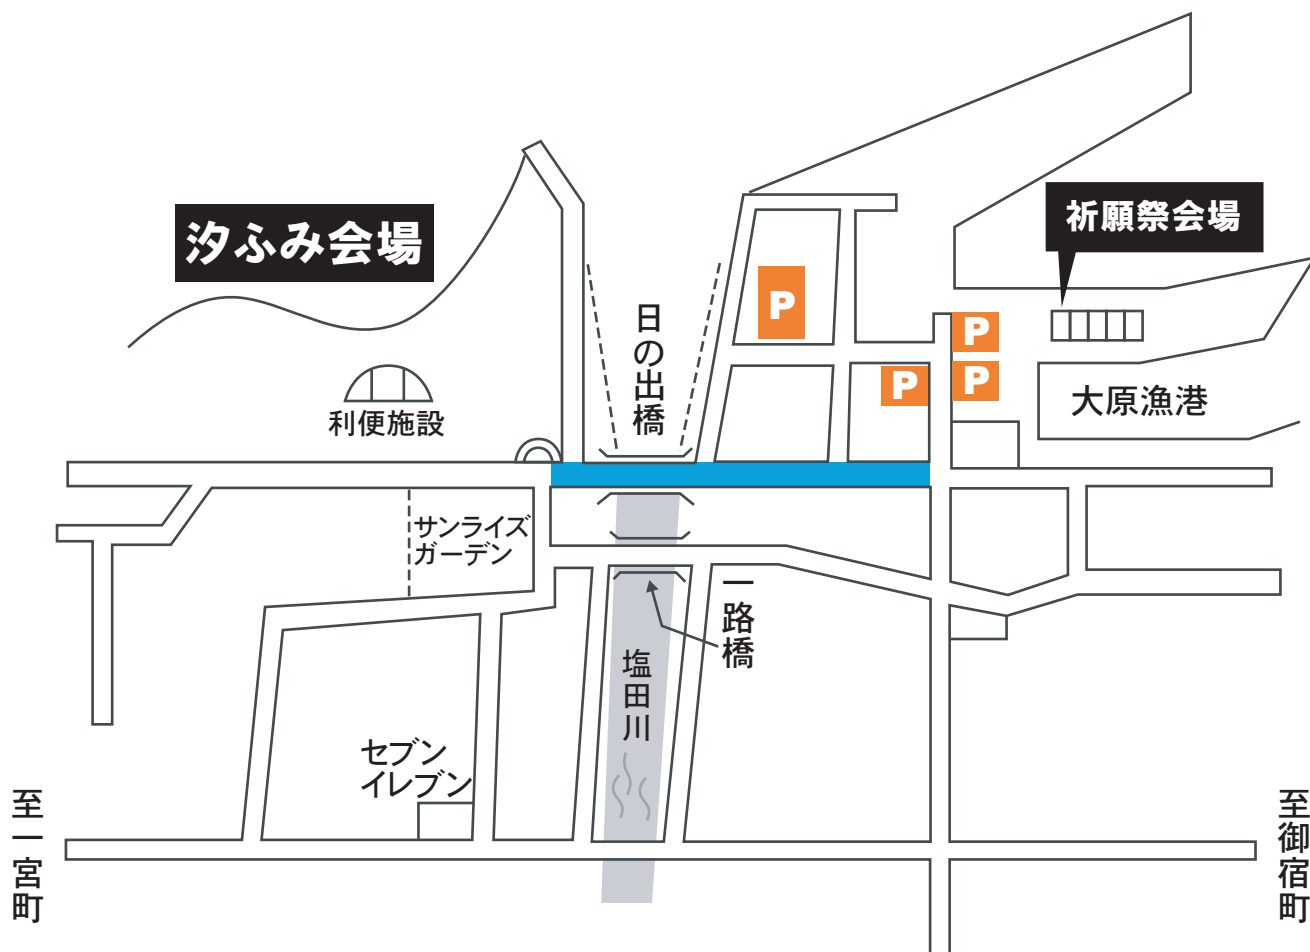 汐ふみ会場
祈願祭会場
P
P
P
P
日の出橋
大原漁港
利便施設
サンライズ
ガーデン
一路橋
塩田川
セブン
イレブン
至一宮町
至御宿町